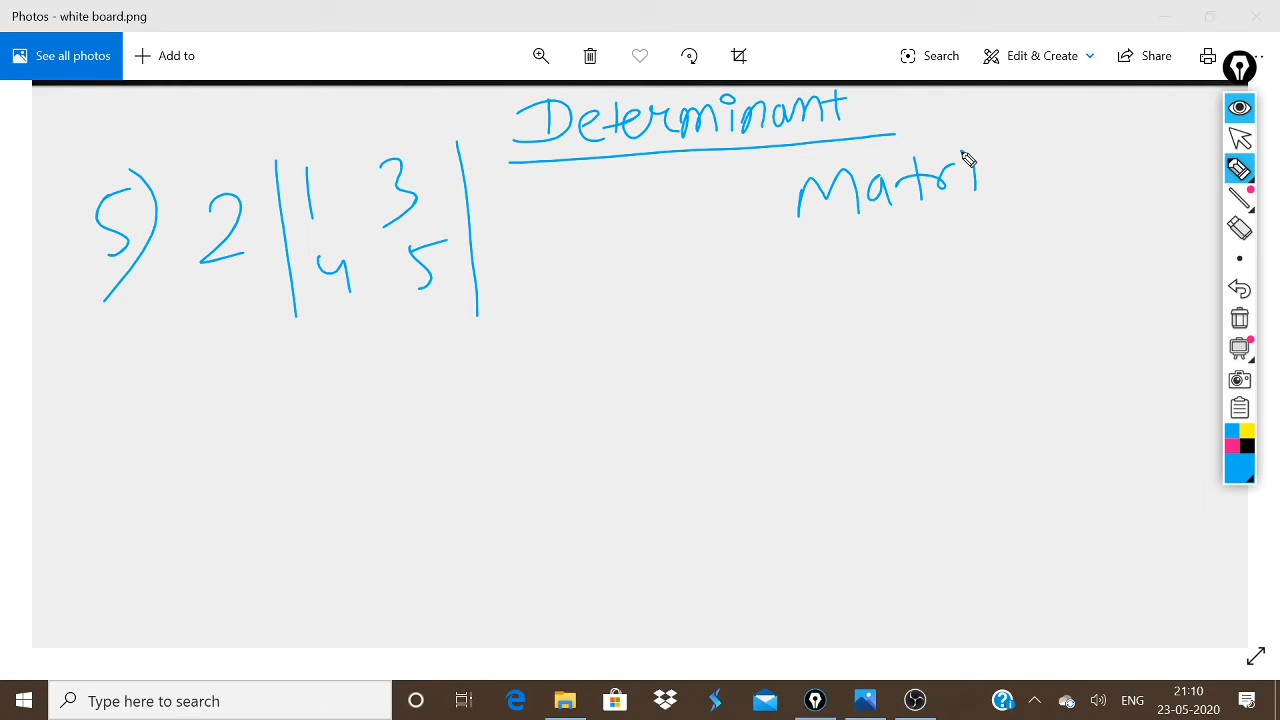 Photos - white board.png
See all photos
Add to
Search
Edit & Create
Share
Determinant
Matri
5) 2 | 1 3 |
4 5
Type here to search
ENG
21:10
23-05-2020